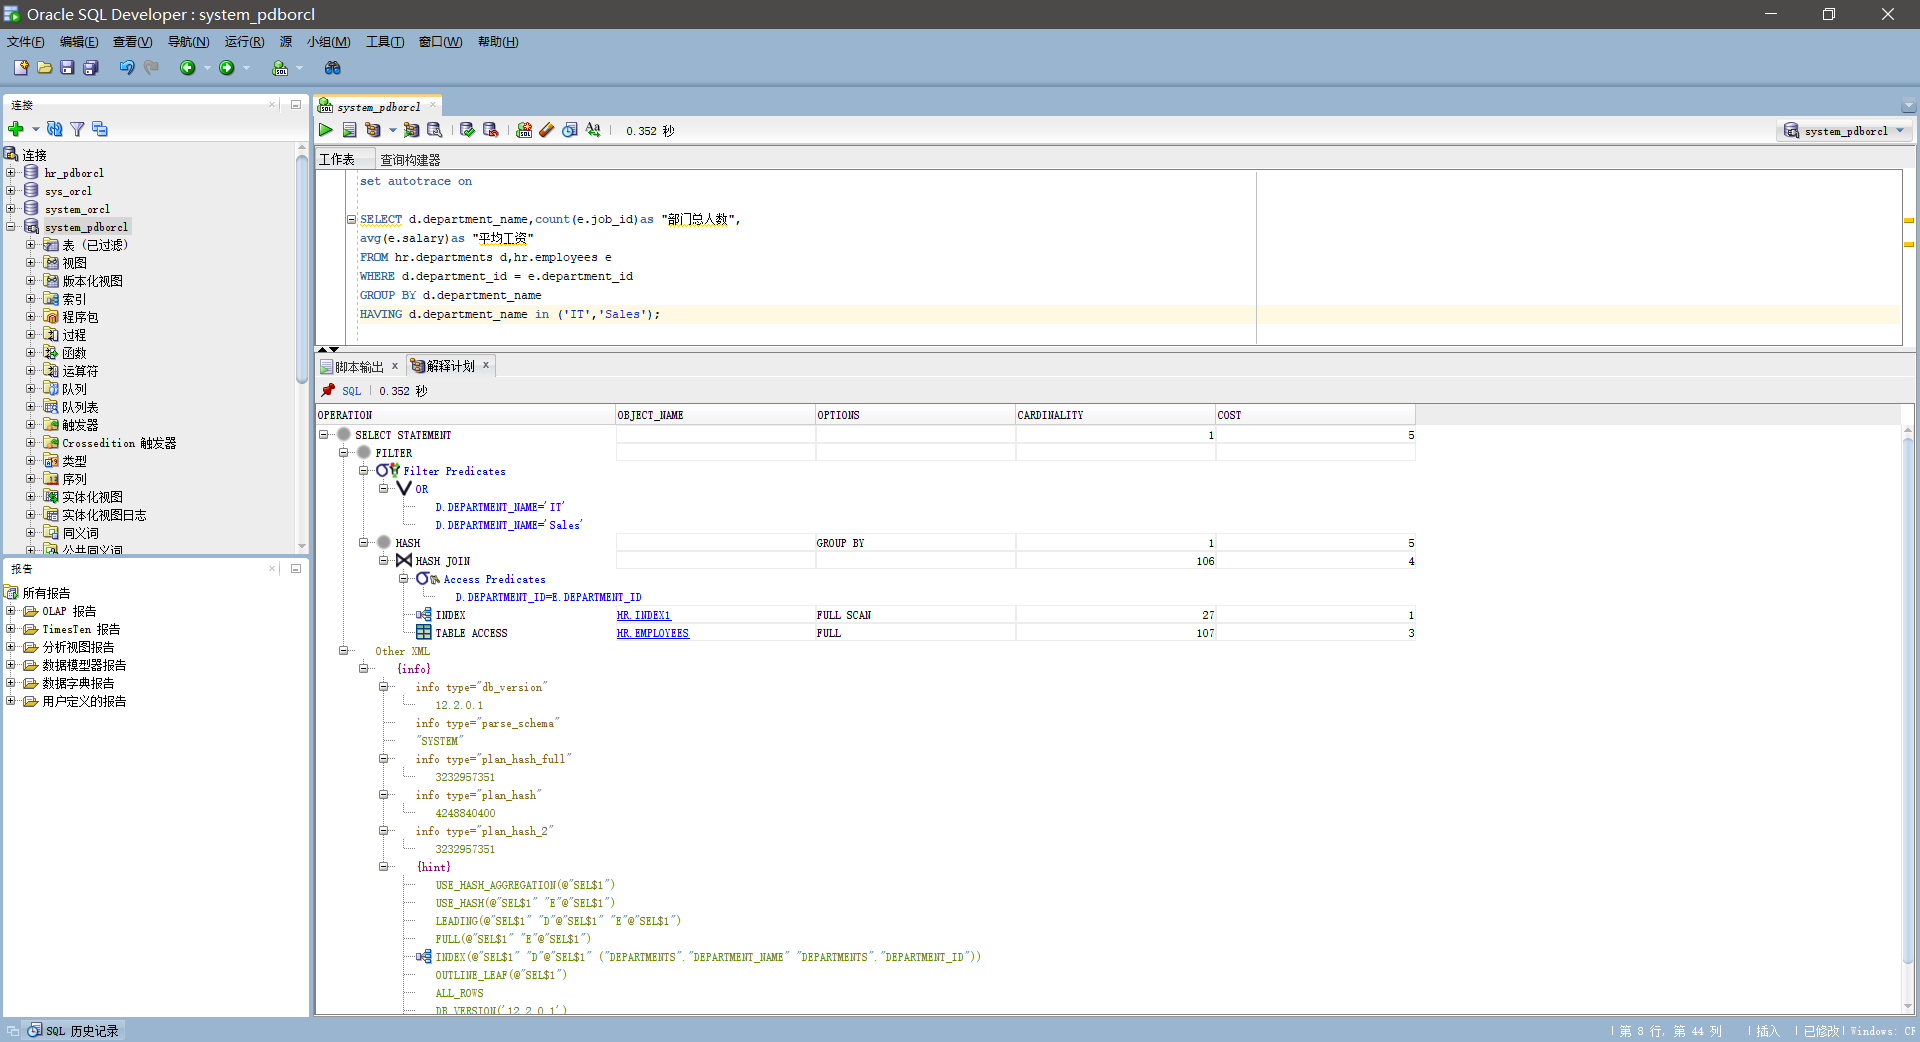 Oracle SQL Developer : system_pdborcl
文件(F) 编辑(E) 查看(V) 导航(N) 运行(R) 源 小组(M) 工具(T) 窗口(W) 帮助(H)
连接
连接
hr_pdborcl
sys_orcl
system_orcl
system_pdborcl
表 (已过滤)
视图
版本化视图
索引
程序包
过程
函数
运算符
队列
队列表
触发器
Crossedition 触发器
类型
序列
实体化视图
实体化视图日志
同义词
公共同义词
报告
所有报告
OLAP 报告
TimesTen 报告
分析视图报告
数据模型器报告
数据字典报告
用户定义的报告
system_pdborcl
0.352 秒
system_pdborcl
工作表 查询构建器
set autotrace on
SELECT d.department_name,count(e.job_id)as "部门总人数",
avg(e.salary)as "平均工资"
FROM hr.departments d,hr.employees e
WHERE d.department_id = e.department_id
GROUP BY d.department_name
HAVING d.department_name in ('IT','Sales');
脚本输出 x 解释计划 x
SQL | 0.352 秒
OPERATION OBJECT_NAME OPTIONS CARDINALITY COST
SELECT STATEMENT 1 5
FILTER
Filter Predicates
OR
D.DEPARTMENT_NAME='IT'
D.DEPARTMENT_NAME='Sales'
HASH GROUP BY 1 5
HASH JOIN 106 4
Access Predicates
D.DEPARTMENT_ID=E.DEPARTMENT_ID
INDEX HR.INDEX1 FULL SCAN 27 1
TABLE ACCESS HR.EMPLOYEES FULL 107 3
Other XML
{info}
info type="db_version"
12.2.0.1
info type="parse_schema"
"SYSTEM"
info type="plan_hash_full"
3232957351
info type="plan_hash"
4248840400
info type="plan_hash_2"
3232957351
{hint}
USE_HASH_AGGREGATION(@"SEL$1")
USE_HASH(@"SEL$1" "E"@"SEL$1")
LEADING(@"SEL$1" "D"@"SEL$1" "E"@"SEL$1")
FULL(@"SEL$1" "E"@"SEL$1")
INDEX(@"SEL$1" "D"@"SEL$1" ("DEPARTMENTS"."DEPARTMENT_NAME" "DEPARTMENTS"."DEPARTMENT_ID"))
OUTLINE_LEAF(@"SEL$1")
ALL_ROWS
DB_VERSION('12.2.0.1')
SQL 历史记录
| 第 8 行, 第 44 列 | 插入 | 已修改 | Windows: CF